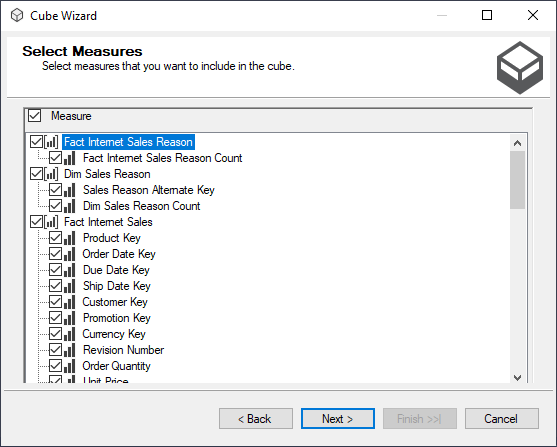 Cube Wizard
Select Measures
Select measures that you want to include in the cube.
Measure
Fact Internet Sales Reason
Fact Internet Sales Reason Count
Dim Sales Reason
Sales Reason Alternate Key
Dim Sales Reason Count
Fact Internet Sales
Product Key
Order Date Key
Due Date Key
Ship Date Key
Customer Key
Promotion Key
Currency Key
Revision Number
Order Quantity
Unit Price
< Back
Next >
Finish >>|
Cancel